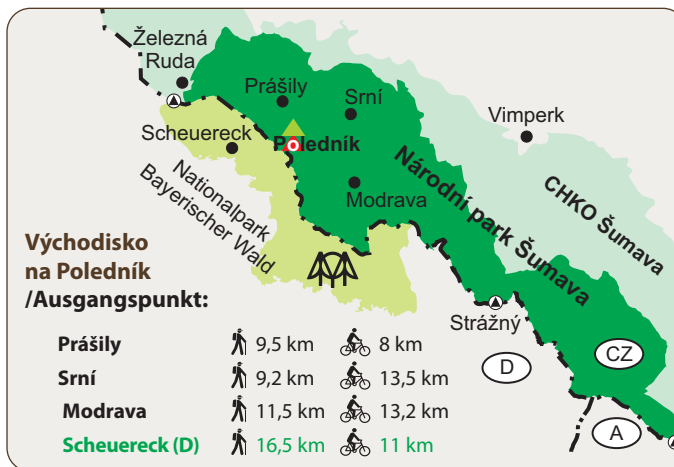 Železná
Ruda
Prášily
Srní
Vimperk
Scheuereck
Poledník
Modrava
Národní park Šumava
CHKO Šumava
Nationalpark
Bayerischer Wald
Strážný
D
CZ
A
Východisko
na Poledník
/Ausgangspunkt:
Prášily 9,5 km 8 km
Srní 9,2 km 13,5 km
Modrava 11,5 km 13,2 km
Scheuereck (D) 16,5 km 11 km